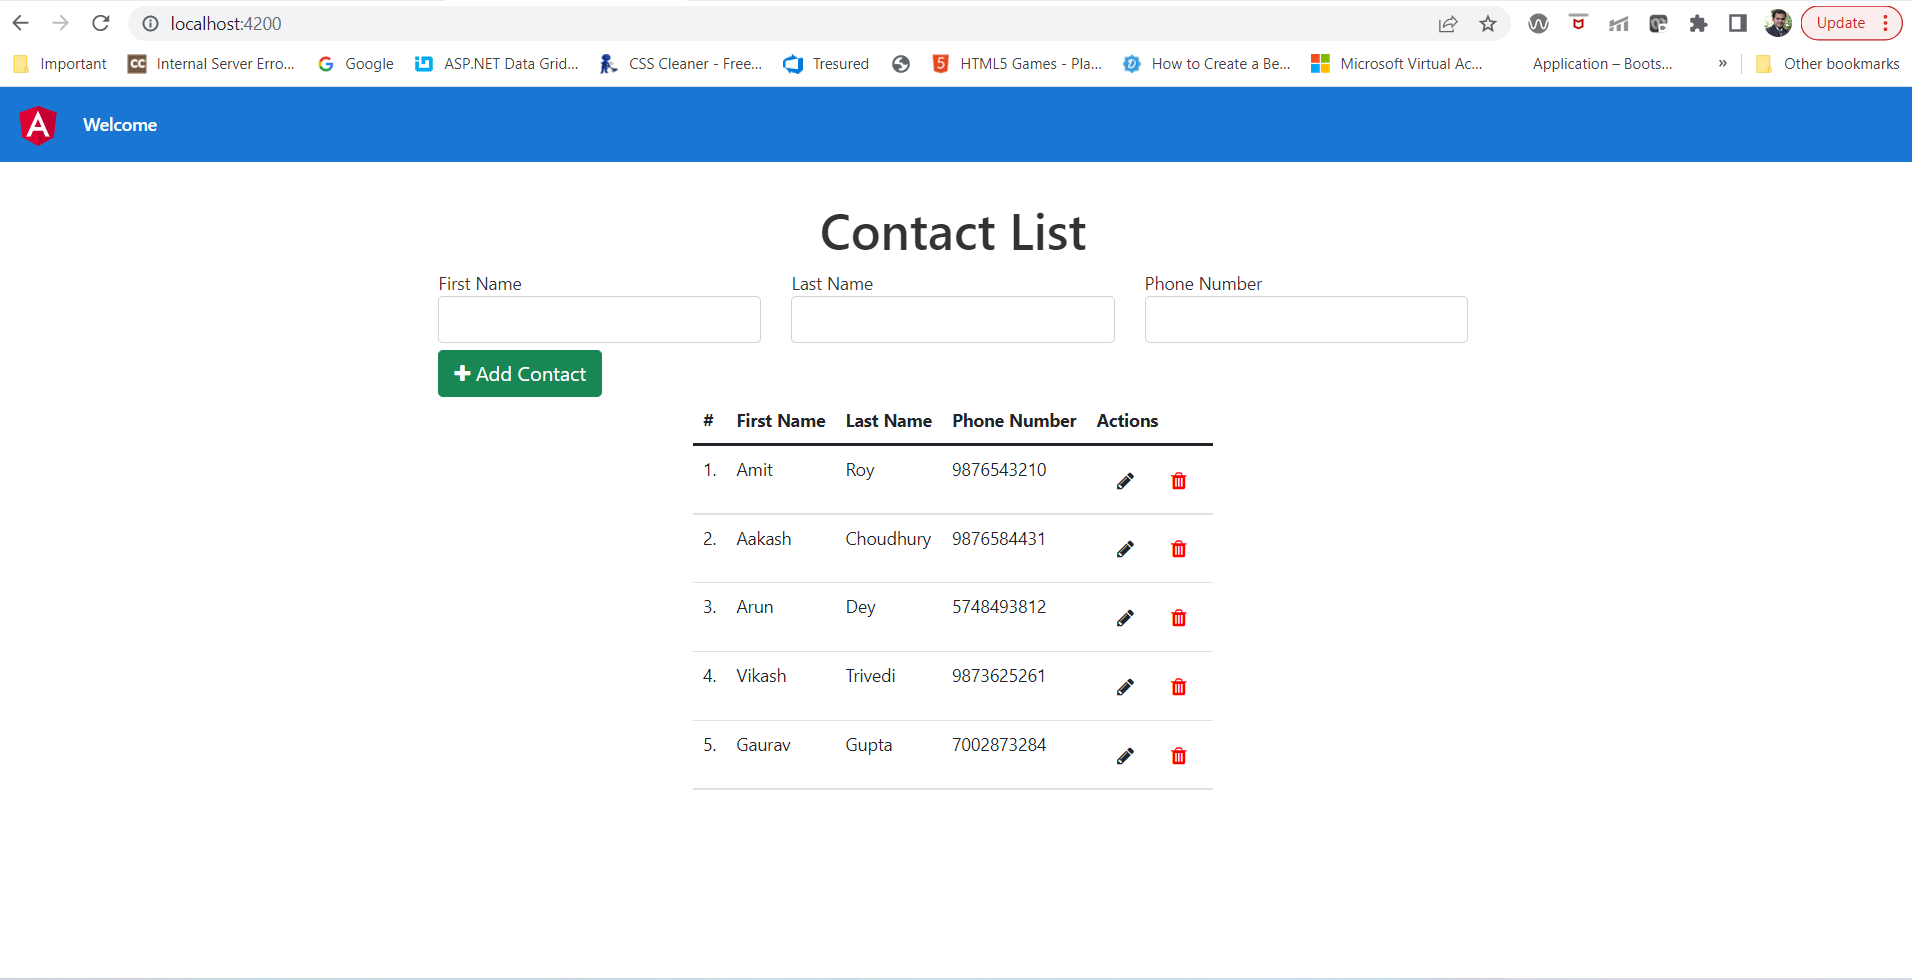 localhost:4200
Update
Important Internal Server Erro... Google ASP.NET Data Grid... CSS Cleaner - Free... Tresured HTML5 Games - Pla... How to Create a Be... Microsoft Virtual Ac... Application – Boots... » Other bookmarks
Welcome
Contact List
First Name Last Name Phone Number
Add Contact
# First Name Last Name Phone Number Actions
1. Amit Roy 9876543210
2. Aakash Choudhury 9876584431
3. Arun Dey 5748493812
4. Vikash Trivedi 9873625261
5. Gaurav Gupta 7002873284